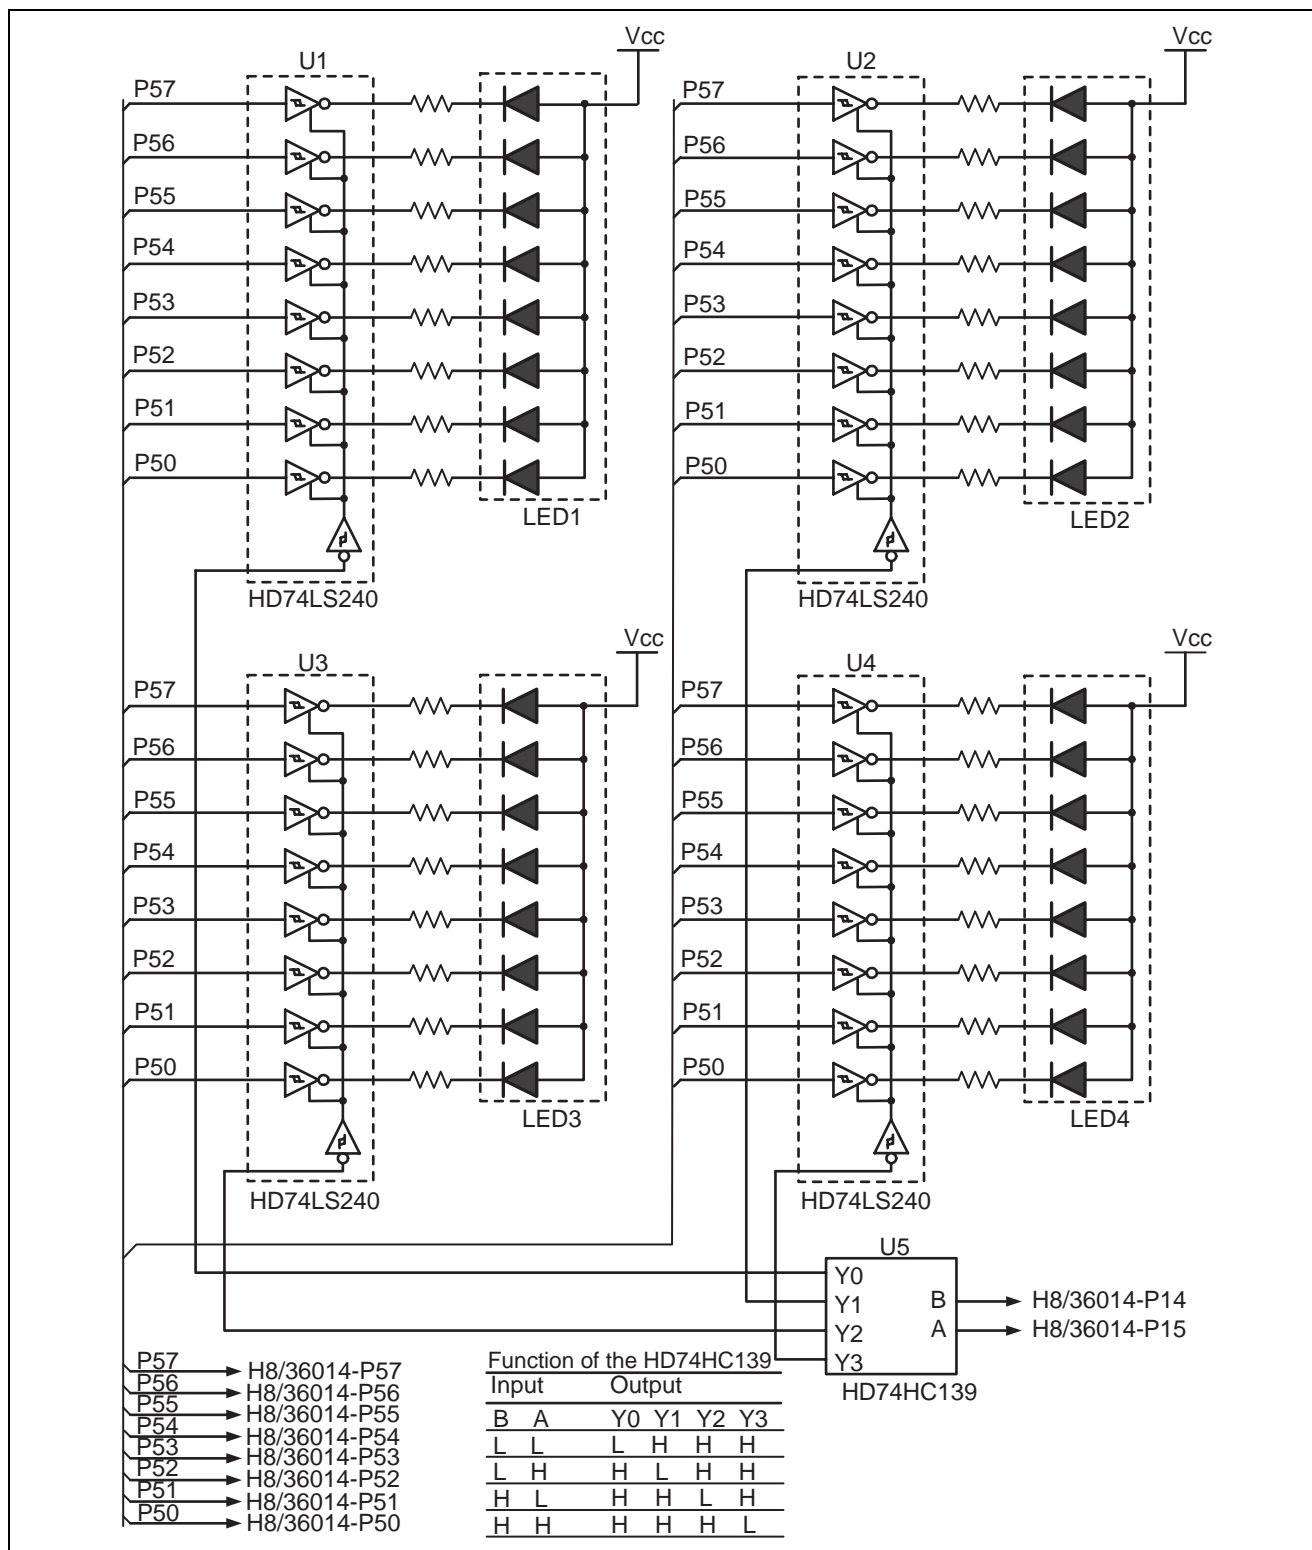 Vcc
Vcc
U1
U2
P57
P56
P55
P54
P53
P52
P51
P50
LED1
HD74LS240
P57
P56
P55
P54
P53
P52
P51
P50
LED2
HD74LS240
Vcc
Vcc
U3
U4
P57
P56
P55
P54
P53
P52
P51
P50
LED3
HD74LS240
P57
P56
P55
P54
P53
P52
P51
P50
LED4
HD74LS240
U5
Y0
Y1
Y2
Y3
B
A
H8/36014-P14
H8/36014-P15
HD74HC139
P57 H8/36014-P57
P56 H8/36014-P56
P55 H8/36014-P55
P54 H8/36014-P54
P53 H8/36014-P53
P52 H8/36014-P52
P51 H8/36014-P51
P50 H8/36014-P50
Function of the HD74HC139
Input Output
B A Y0 Y1 Y2 Y3
L L L H H H
L H H L H H
H L H H L H
H H H H H L